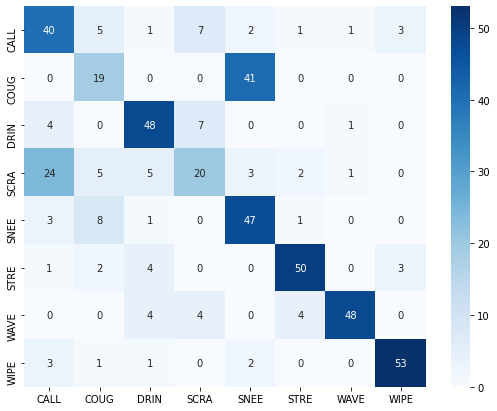 CALL 40 5 1 7 2 1 1 3
COUG 0 19 0 0 41 0 0 0
DRIN 4 0 48 7 0 0 1 0
SCRA 24 5 5 20 3 2 1 0
SNEE 3 8 1 0 47 1 0 0
STRE 1 2 4 0 0 50 0 3
WAVE 0 0 4 4 0 4 48 0
WIPE 3 1 1 0 2 0 0 53
CALL COUG DRIN SCRA SNEE STRE WAVE WIPE
50
40
30
20
10
0